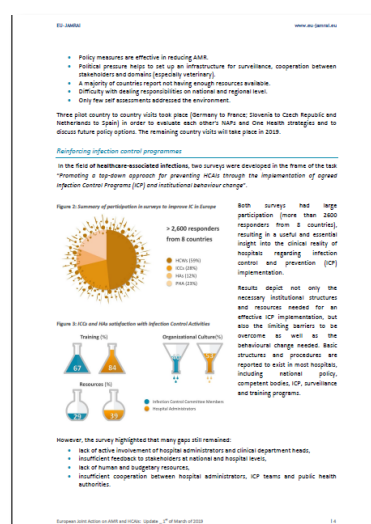 EU-JAMRAI
www.eu-jamrai.eu
• Policy measures are effective in reducing AMR.
• Political pressure helps to set up an infrastructure for surveillance, cooperation between
stakeholders and domains (especially veterinary).
• A majority of countries report not having enough resources available.
• Difficulty with dealing responsibilities on national and regional level.
• Only few self assessments addressed the environment.
Three pilot country to country visits took place (Germany to France; Slovenia to Czech Republic and
Netherlands to Spain) in order to evaluate each other's NAPs and One Health strategies and to
discuss future policy options. The remaining country visits will take place in 2019.
Reinforcing infection control programmes
In the field of healthcare-associated infections, two surveys were developed in the frame of the task
"Promoting a top-down approach for preventing HCAIs through the implementation of agreed
Infection Control Programs (ICP) and institutional behaviour change".
Figure 2: Summary of participation in surveys to improve IC in Europe
> 2,600 responders
from 8 countries
HCWs
ICCs
HAs
PHA
Both surveys had large
participation (more than 2600
responders from 8 countries),
resulting in a useful and essential
insight into the clinical reality of
hospitals regarding infection
control and prevention (ICP)
implementation.
Results depict not only the
necessary institutional structures
and resources needed for an
effective ICP implementation, but
also the limiting barriers to be
overcome as well as the
behavioural change needed. Basic
structures and procedures are
reported to exist in most hospitals,
including national policy,
competent bodies, ICP, surveillance
and training programs.
Figure 3: ICCs and HAs satisfaction with Infection Control Activities
Training (%)
Organizational Culture(%)
67
84
Resources (%)
29
39
Infection Control Committee Members
Hospital Administrators
However, the survey highlighted that many gaps still remained:
• lack of active involvement of hospital administrators and clinical department heads,
• insufficient feedback to stakeholders at national and hospital levels,
• lack of human and budgetary resources,
• insufficient cooperation between hospital administrators, ICP teams and public health
authorities.
European Joint Action on AMR and HCAIs: Update _ 1st of March of 2019
14